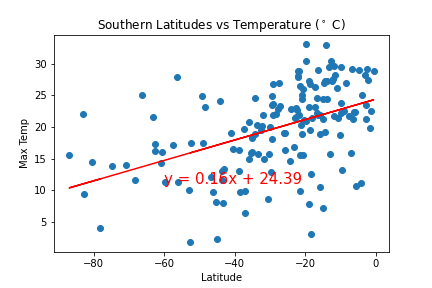 Southern Latitudes vs Temperature (° C)
Max Temp
30
25
20
15
10
5
y = 0.16x + 24.39
−80
−60
−40
−20
0
Latitude